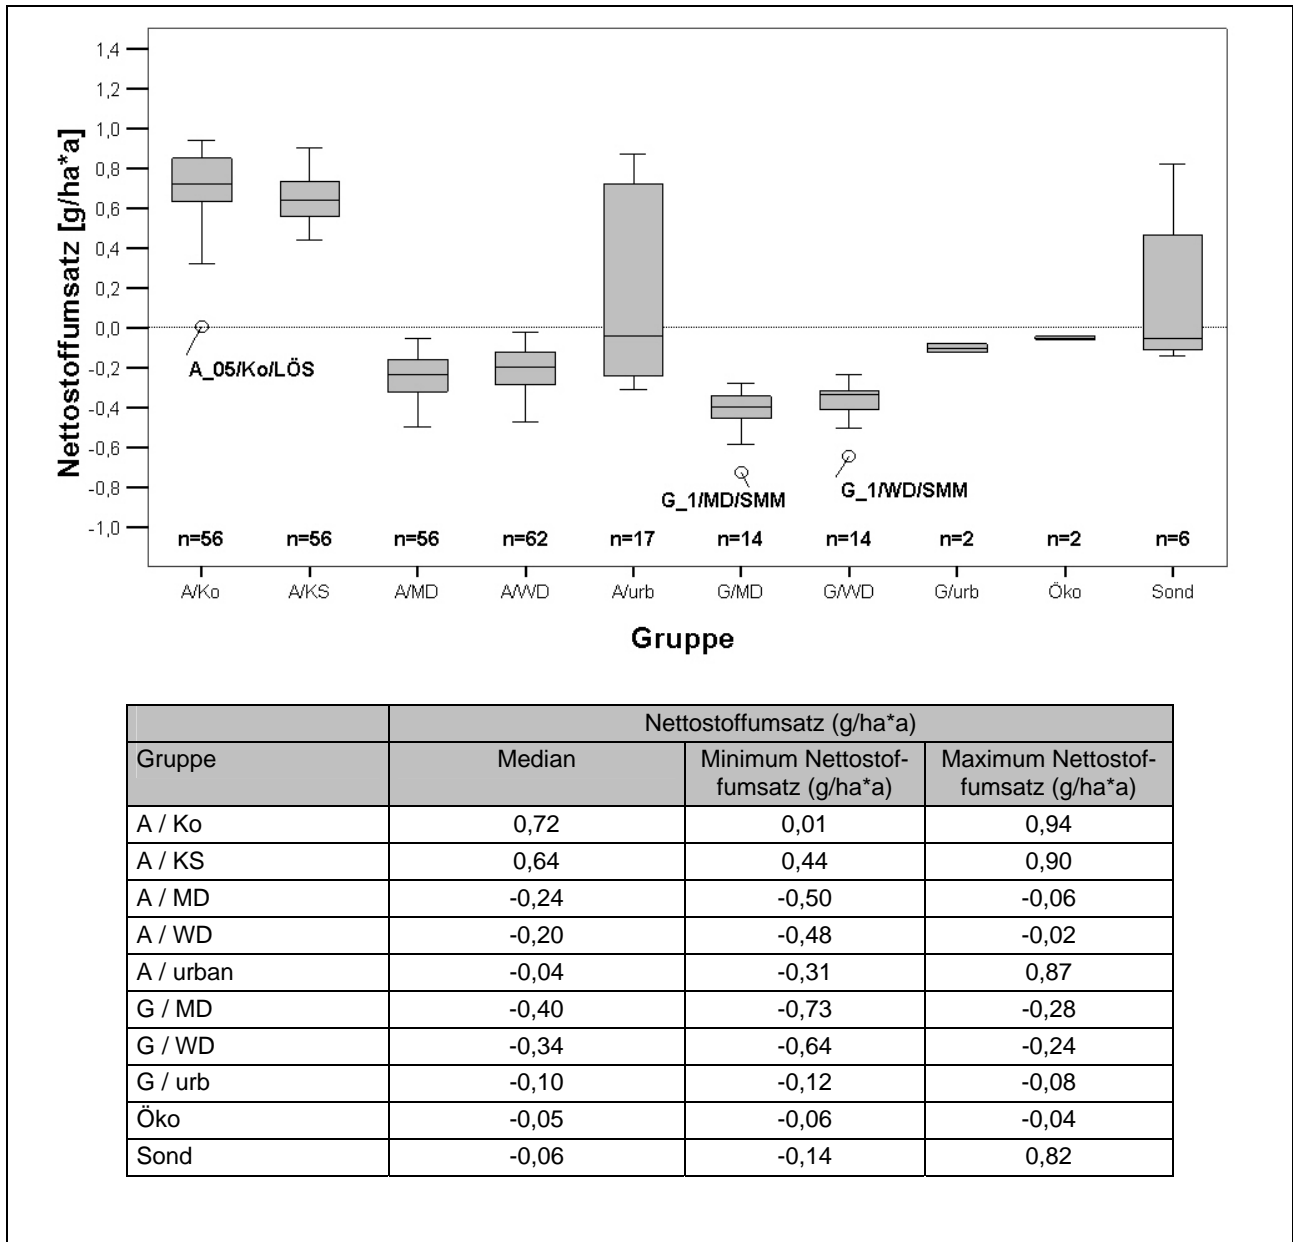 1,4
1,2
1,0
0,8
0,6
0,4
0,2
0,0
-0,2
-0,4
-0,6
-0,8
-1,0
Nettostoffumsatz [g/ha*a]
A_05/Ko/LÖS
G_1/MD/SMM
G_1/WD/SMM
n=56 n=56 n=56 n=62 n=17 n=14 n=14 n=2 n=2 n=6
A/Ko A/KS A/MD A/WD A/urb G/MD G/WD G/urb Öko Sond
Gruppe
Nettostoffumsatz (g/ha*a)
Gruppe Median Minimum Nettostof- Maximum Nettostof-
fumsatz (g/ha*a) fumsatz (g/ha*a)
A / Ko 0,72 0,01 0,94
A / KS 0,64 0,44 0,90
A / MD -0,24 -0,50 -0,06
A / WD -0,20 -0,48 -0,02
A / urban -0,04 -0,31 0,87
G / MD -0,40 -0,73 -0,28
G / WD -0,34 -0,64 -0,24
G / urb -0,10 -0,12 -0,08
Öko -0,05 -0,06 -0,04
Sond -0,06 -0,14 0,82